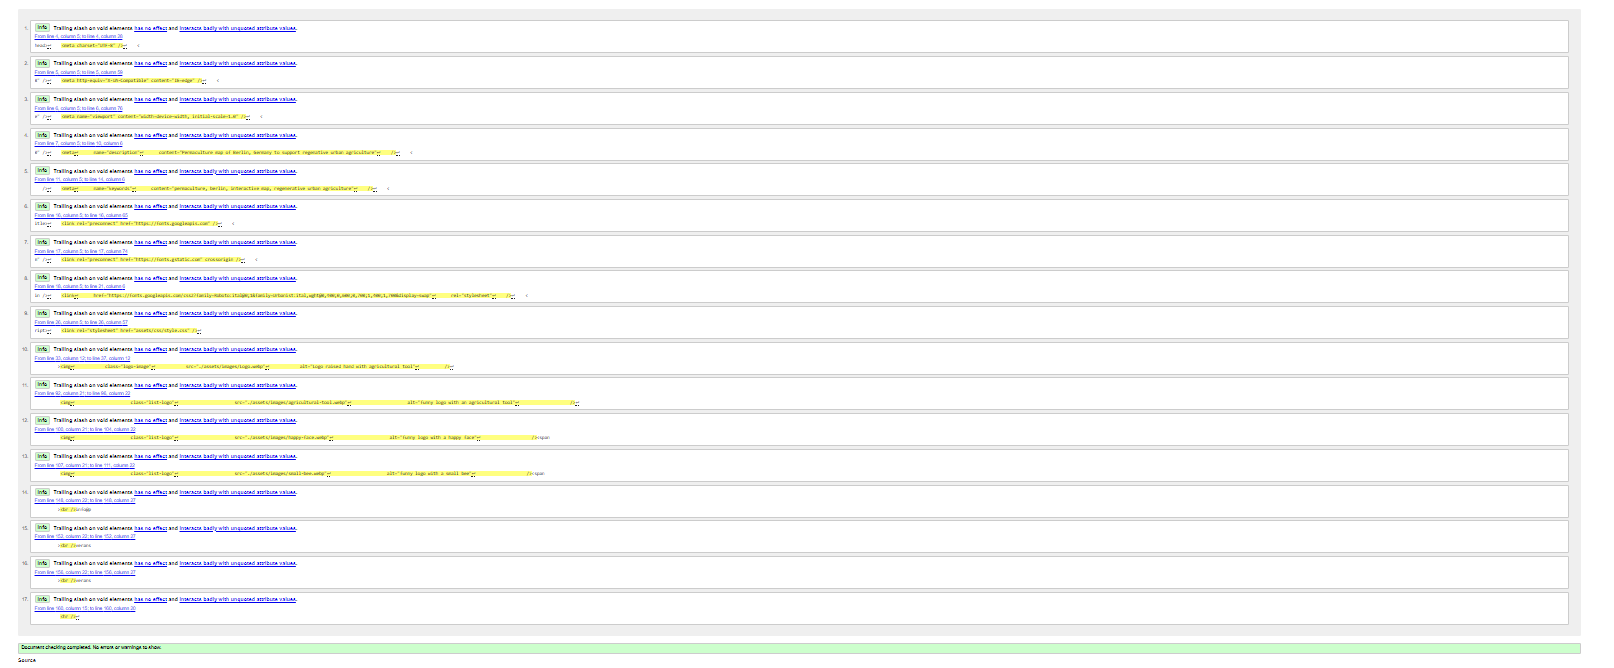 1. Info Trailing slash on void elements has no effect and interacts badly with unquoted attribute values.
From line 4, column 5; to line 4, column 26
head>↩ <meta charset="UTF-8" />↩ <
2. Info Trailing slash on void elements has no effect and interacts badly with unquoted attribute values.
From line 5, column 5; to line 5, column 59
8" />↩ <meta http-equiv="X-UA-Compatible" content="IE=edge" />↩ <
3. Info Trailing slash on void elements has no effect and interacts badly with unquoted attribute values.
From line 6, column 5; to line 6, column 76
e" />↩ <meta name="viewport" content="width=device-width, initial-scale=1.0" />↩ <
4. Info Trailing slash on void elements has no effect and interacts badly with unquoted attribute values.
From line 7, column 5; to line 10, column 6
0" />↩ <meta↩ name="description"↩ content="Permaculture map of Berlin, Germany to support regenative urban agriculture"↩ />↩ <
5. Info Trailing slash on void elements has no effect and interacts badly with unquoted attribute values.
From line 11, column 5; to line 14, column 6
/>↩ <meta↩ name="keywords"↩ content="permaculture, berlin, interactive map, regenerative urban agriculture"↩ />↩ <
6. Info Trailing slash on void elements has no effect and interacts badly with unquoted attribute values.
From line 16, column 5; to line 16, column 65
itle>↩ <link rel="preconnect" href="https://fonts.googleapis.com" />↩ <
7. Info Trailing slash on void elements has no effect and interacts badly with unquoted attribute values.
From line 17, column 5; to line 17, column 74
m" />↩ <link rel="preconnect" href="https://fonts.gstatic.com" crossorigin />↩ <
8. Info Trailing slash on void elements has no effect and interacts badly with unquoted attribute values.
From line 18, column 5; to line 21, column 6
in />↩ <link↩ rel="stylesheet"↩ />↩ <
9. Info Trailing slash on void elements has no effect and interacts badly with unquoted attribute values.
From line 26, column 5; to line 26, column 57
ript>↩ <link rel="stylesheet" href="assets/css/style.css" />↩
10. Info Trailing slash on void elements has no effect and interacts badly with unquoted attribute values.
From line 33, column 12; to line 37, column 12
><img↩ class="logo-image"↩ src="./assets/images/Logo.webp"↩ alt="Logo raised hand with agricultural tool"↩ />↩
11. Info Trailing slash on void elements has no effect and interacts badly with unquoted attribute values.
From line 92, column 21; to line 96, column 22
<img↩ class="list-logo"↩ src="./assets/images/agricultural-tool.webp"↩ alt="funny logo with an agricultural tool"↩ />↩
12. Info Trailing slash on void elements has no effect and interacts badly with unquoted attribute values.
From line 100, column 21; to line 104, column 22
<img↩ class="list-logo"↩ src="./assets/images/happy-face.webp"↩ alt="funny logo with a happy face"↩ /><span
13. Info Trailing slash on void elements has no effect and interacts badly with unquoted attribute values.
From line 107, column 21; to line 111, column 22
<img↩ class="list-logo"↩ src="./assets/images/small-bee.webp"↩ alt="funny logo with a small bee"↩ /><span
14. Info Trailing slash on void elements has no effect and interacts badly with unquoted attribute values.
From line 148, column 22; to line 148, column 27
><br />
15. Info Trailing slash on void elements has no effect and interacts badly with unquoted attribute values.
From line 152, column 22; to line 152, column 27
><br />
16. Info Trailing slash on void elements has no effect and interacts badly with unquoted attribute values.
From line 156, column 22; to line 156, column 27
><br />
17. Info Trailing slash on void elements has no effect and interacts badly with unquoted attribute values.
From line 160, column 15; to line 160, column 20
<br />↩
Document checking completed. No errors or warnings to show.
Source